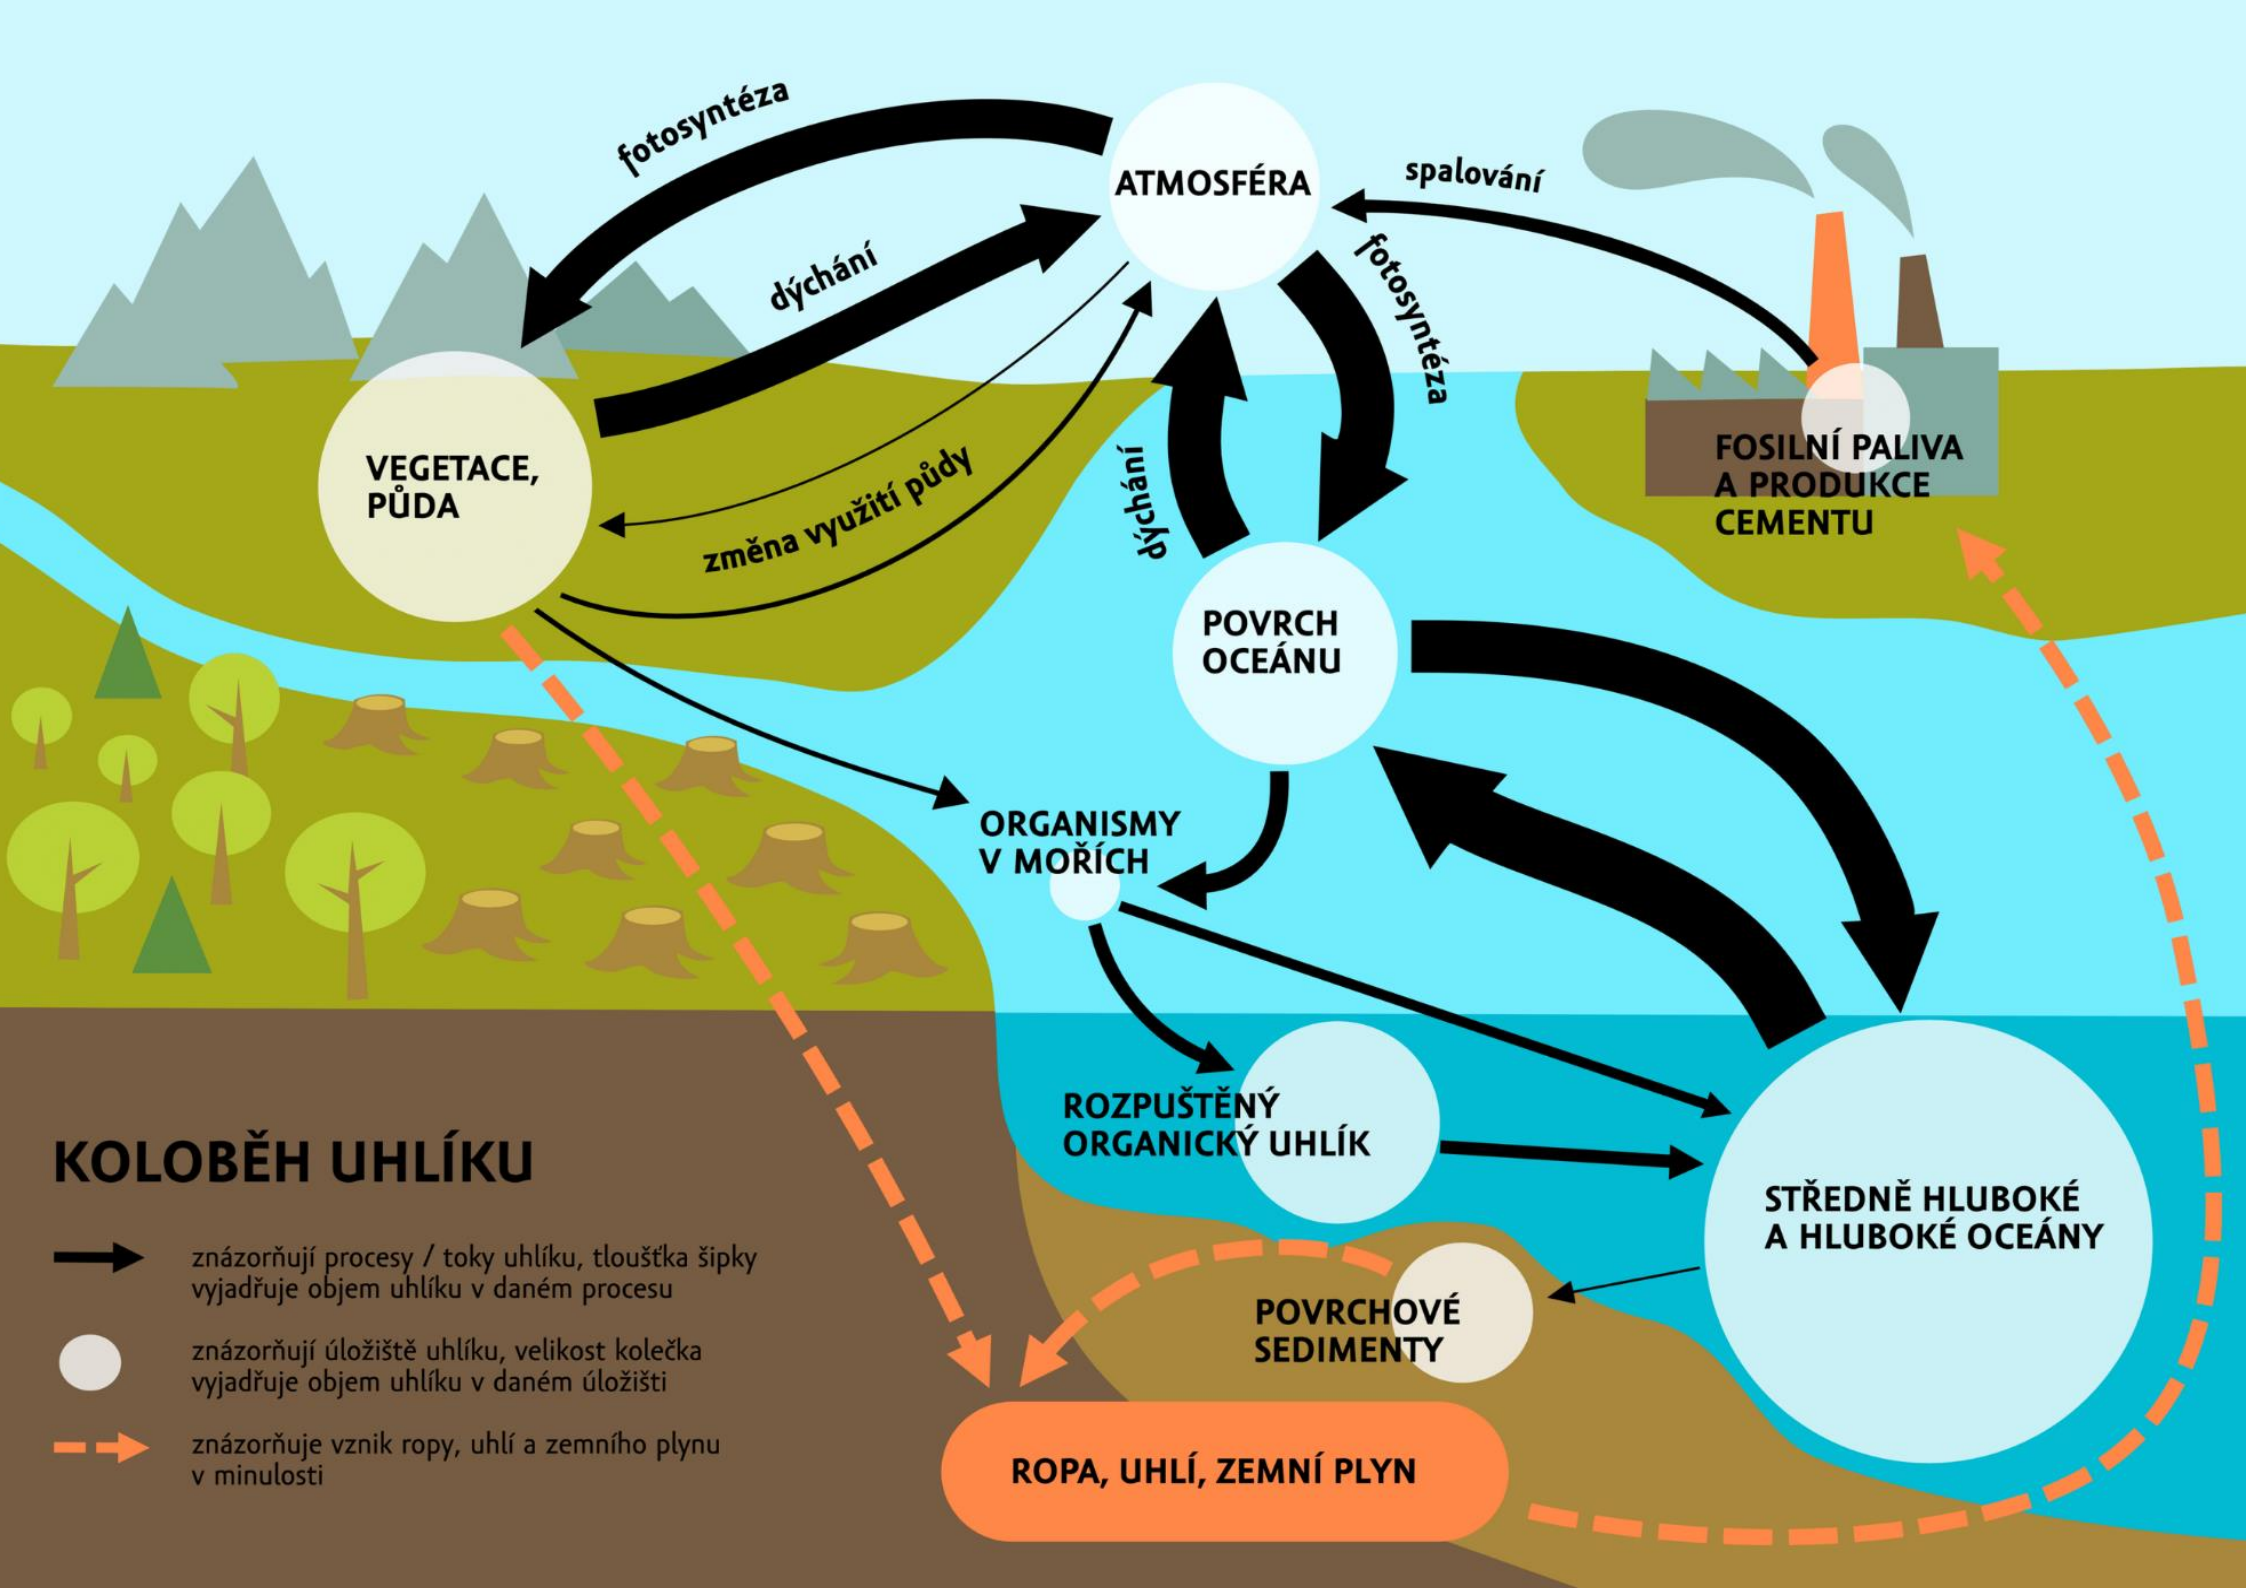 fotosyntéza
ATMOSFÉRA
spalování
dýchání
fotosyntéza
VEGETACE,
PŮDA
změna využití půdy
dýchání
FOSILNÍ PALIVA
A PRODUKCE
CEMENTU
POVRCH
OCEÁNU
ORGANISMY
V MOŘÍCH
ROZPUŠTĚNÝ
ORGANICKÝ UHLÍK
STŘEDNĚ HLUBOKÉ
A HLUBOKÉ OCEÁNY
POVRCHOVÉ
SEDIMENTY
ROPA, UHLÍ, ZEMNÍ PLYN
KOLOBĚH UHLÍKU
znázorňují procesy / toky uhlíku, tloušťka šipky
vyjadřuje objem uhlíku v daném procesu
znázorňují úložiště uhlíku, velikost kolečka
vyjadřuje objem uhlíku v daném úložišti
znázorňuje vznik ropy, uhlí a zemního plynu
v minulosti